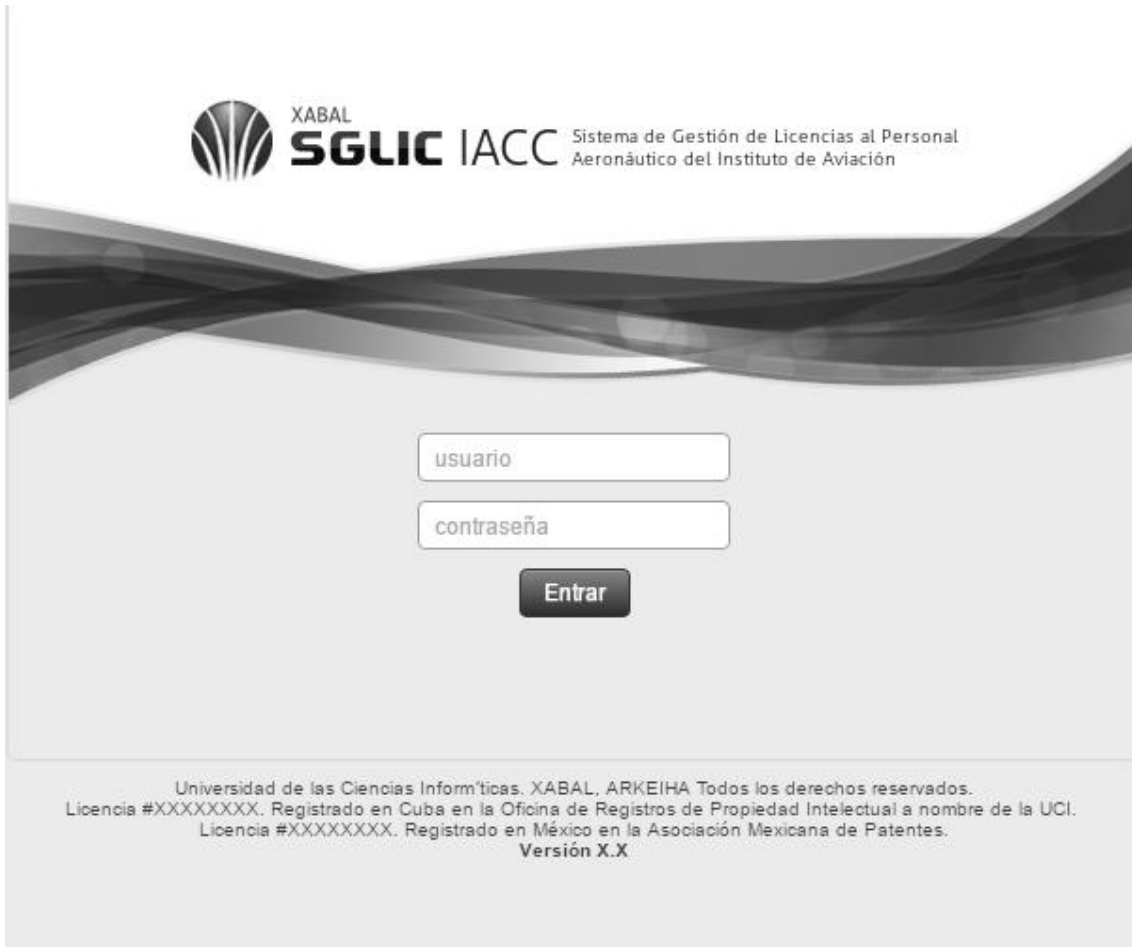 XABAL
SGLIC IACC
Sistema de Gestión de Licencias al Personal
Aeronáutico del Instituto de Aviación
usuario
contraseña
Entrar
Universidad de las Ciencias Inform'ticas. XABAL, ARKEIHA Todos los derechos reservados.
Licencia #XXXXXXXX. Registrado en Cuba en la Oficina de Registros de Propiedad Intelectual a nombre de la UCI.
Licencia #XXXXXXXX. Registrado en México en la Asociación Mexicana de Patentes.
Versión X.X